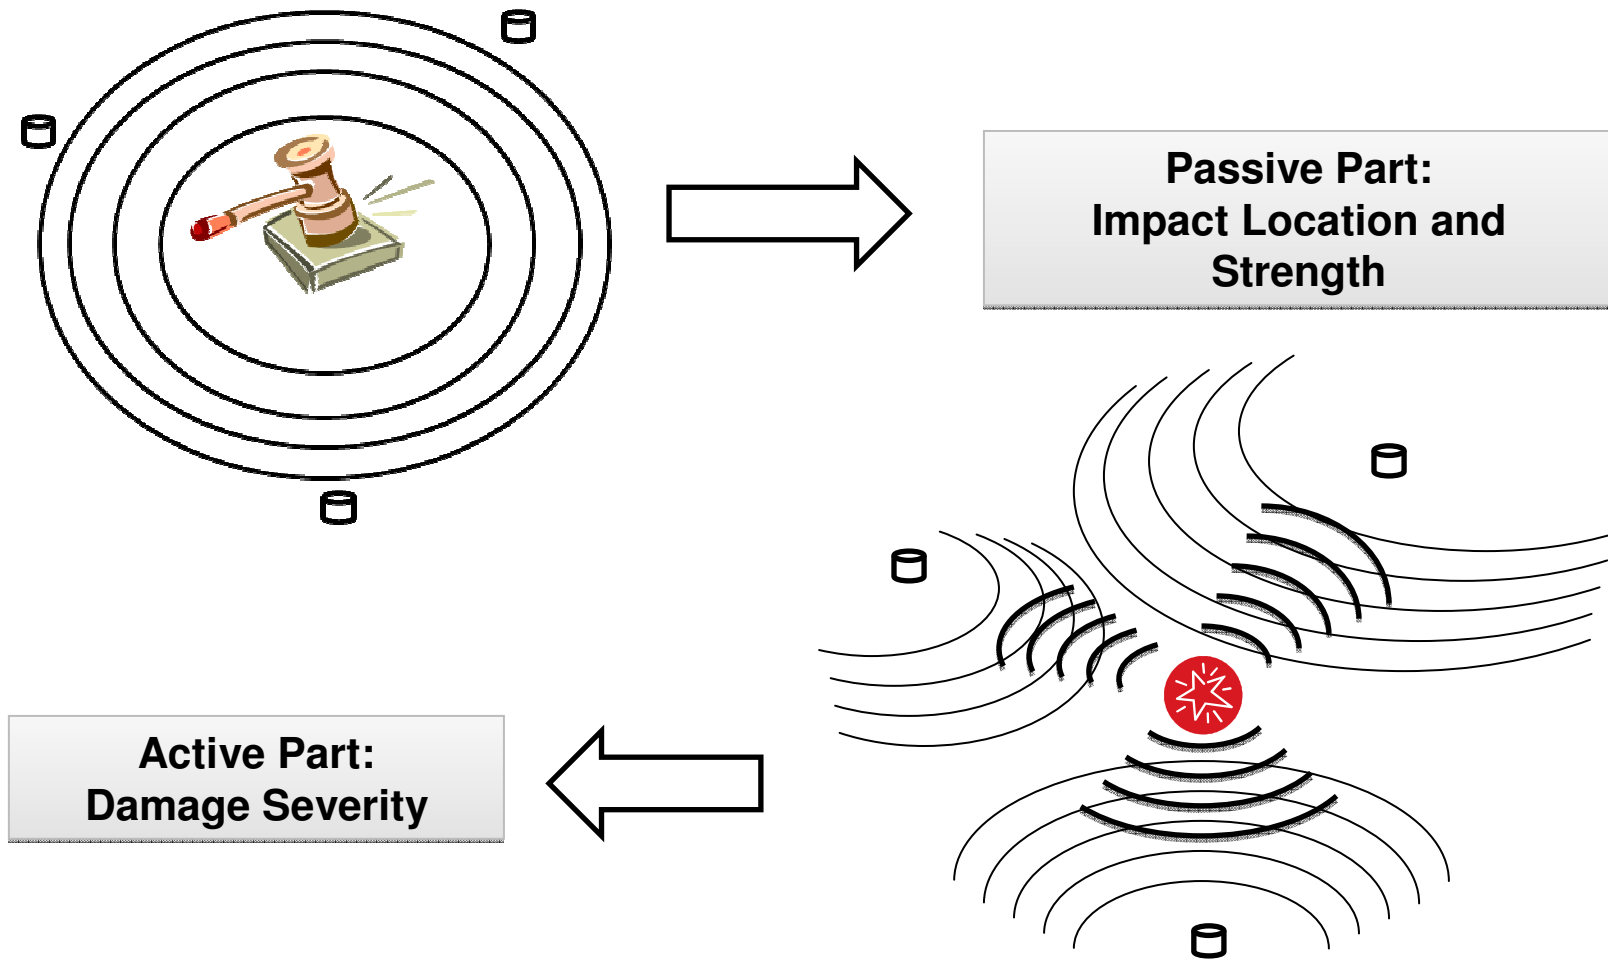 Passive Part:
Impact Location and
Strength
Active Part:
Damage Severity